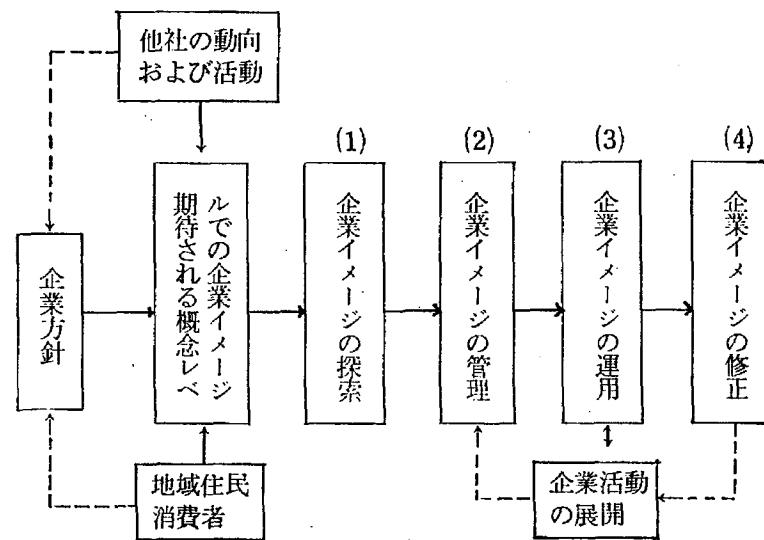 他社の動向
および活動
(1)
(2)
(3)
(4)
企業方針
期待される概念レベ
ルでの企業イメージ
企業イメージの探索
企業イメージの管理
企業イメージの運用
企業イメージの修正
地域住民
消費者
企業活動
の展開